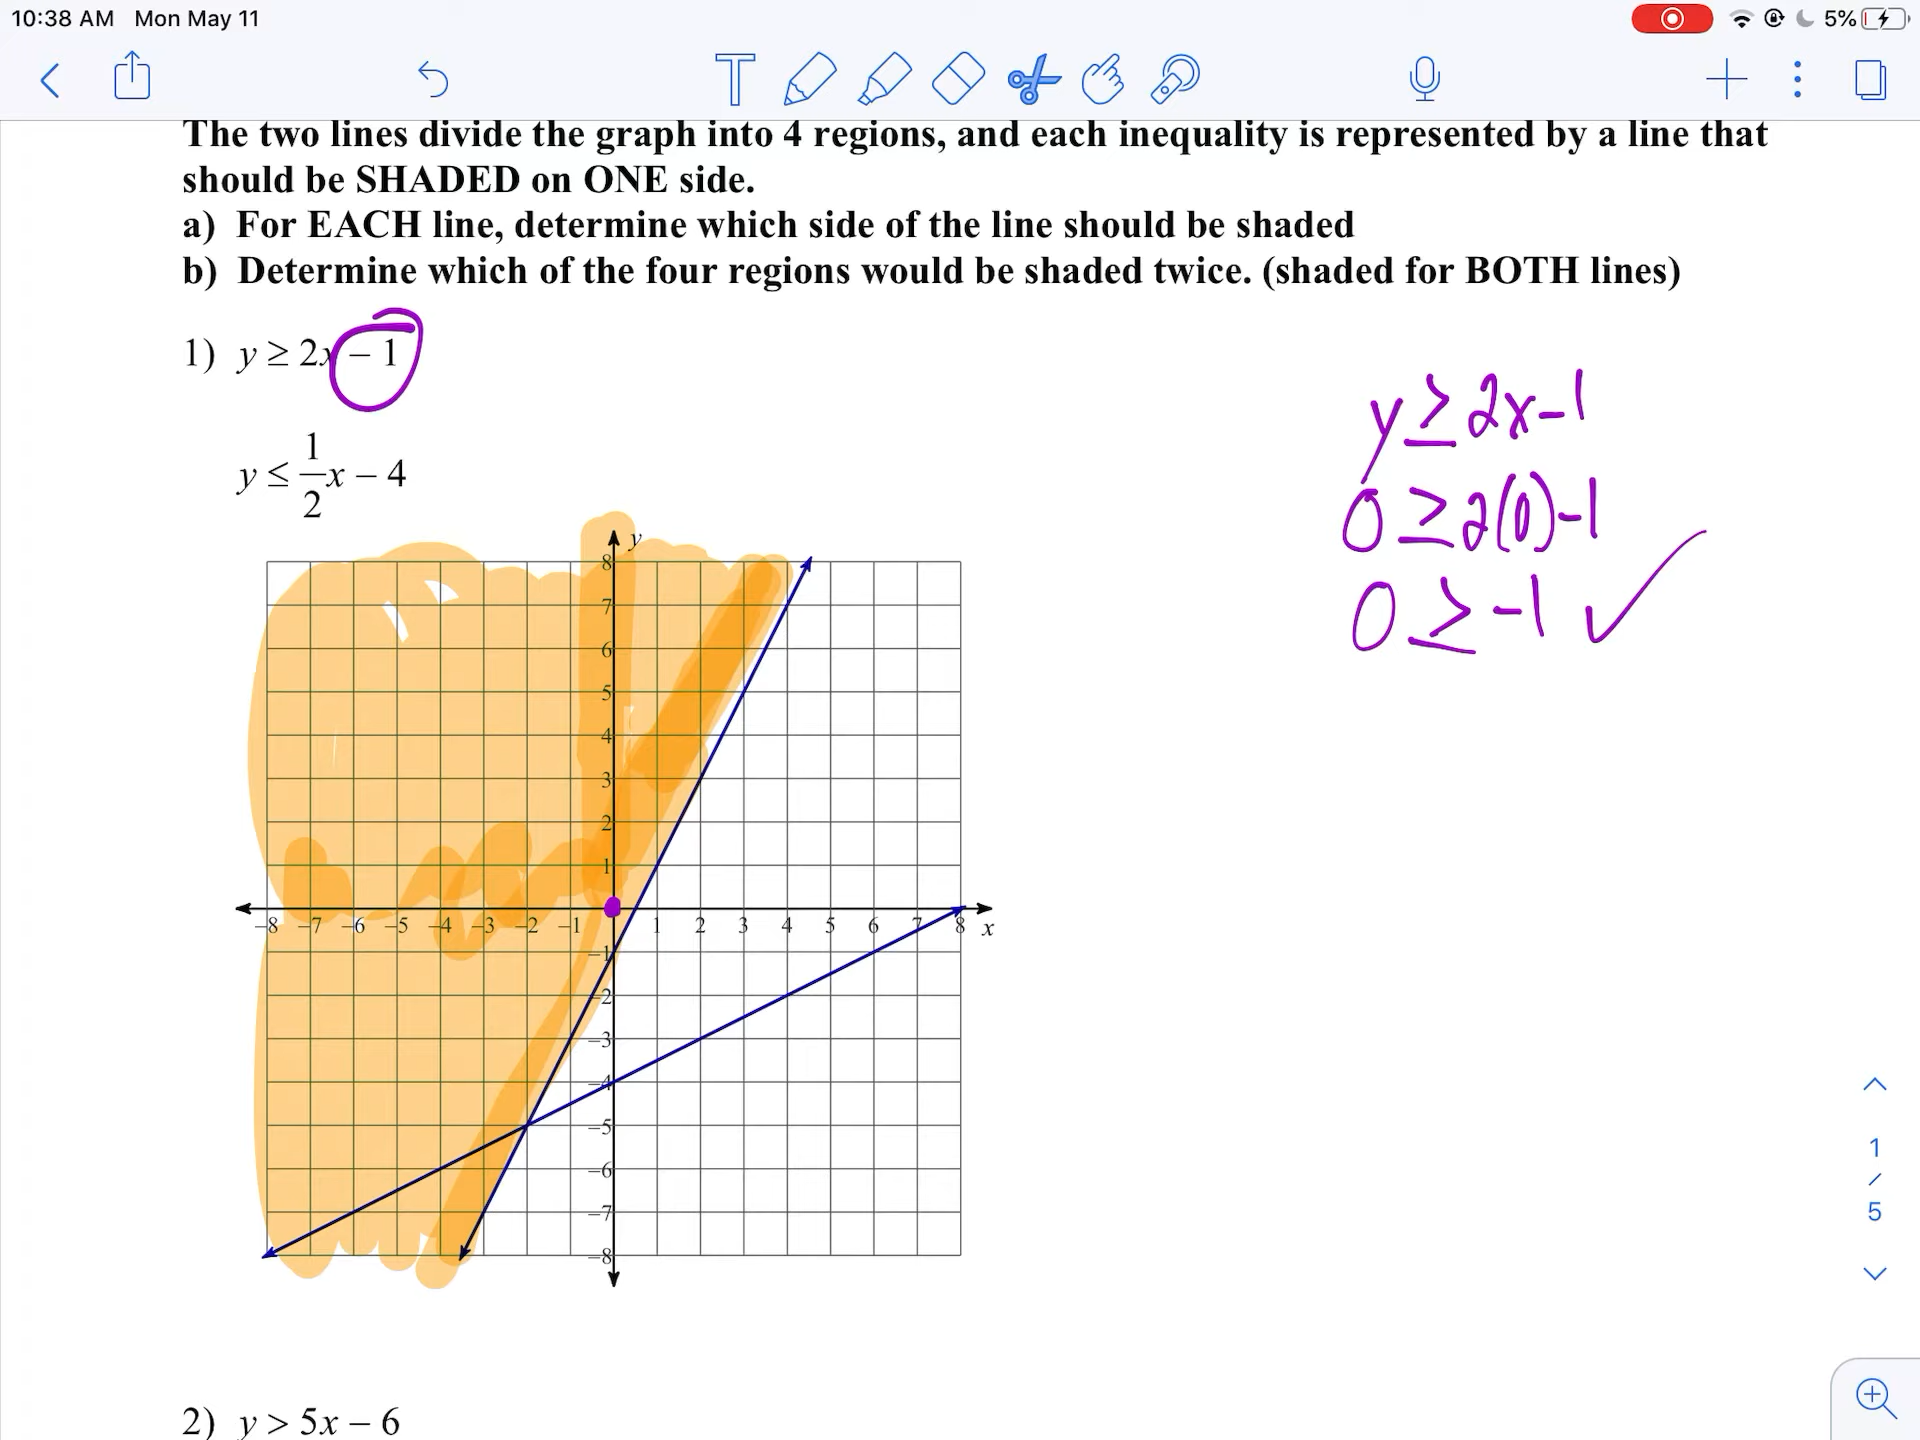 10:38 AM Mon May 11
5%
The two lines divide the graph into 4 regions, and each inequality is represented by a line that
should be SHADED on ONE side.
a) For EACH line, determine which side of the line should be shaded
b) Determine which of the four regions would be shaded twice. (shaded for BOTH lines)
1) y ≥ 2x − 1
y ≤ 1/2 x − 4
y ≥ 2x-1
0 ≥ 2(0)-1
0 ≥ -1 ✓
y
8
7
6
5
4
3
2
1
−8 −7 −6 −5 −4 −3 −2 −1 1 2 3 4 5 6 7 8 x
−1
−2
−3
−4
−5
−6
−7
−8
1
/
5
2) y > 5x − 6